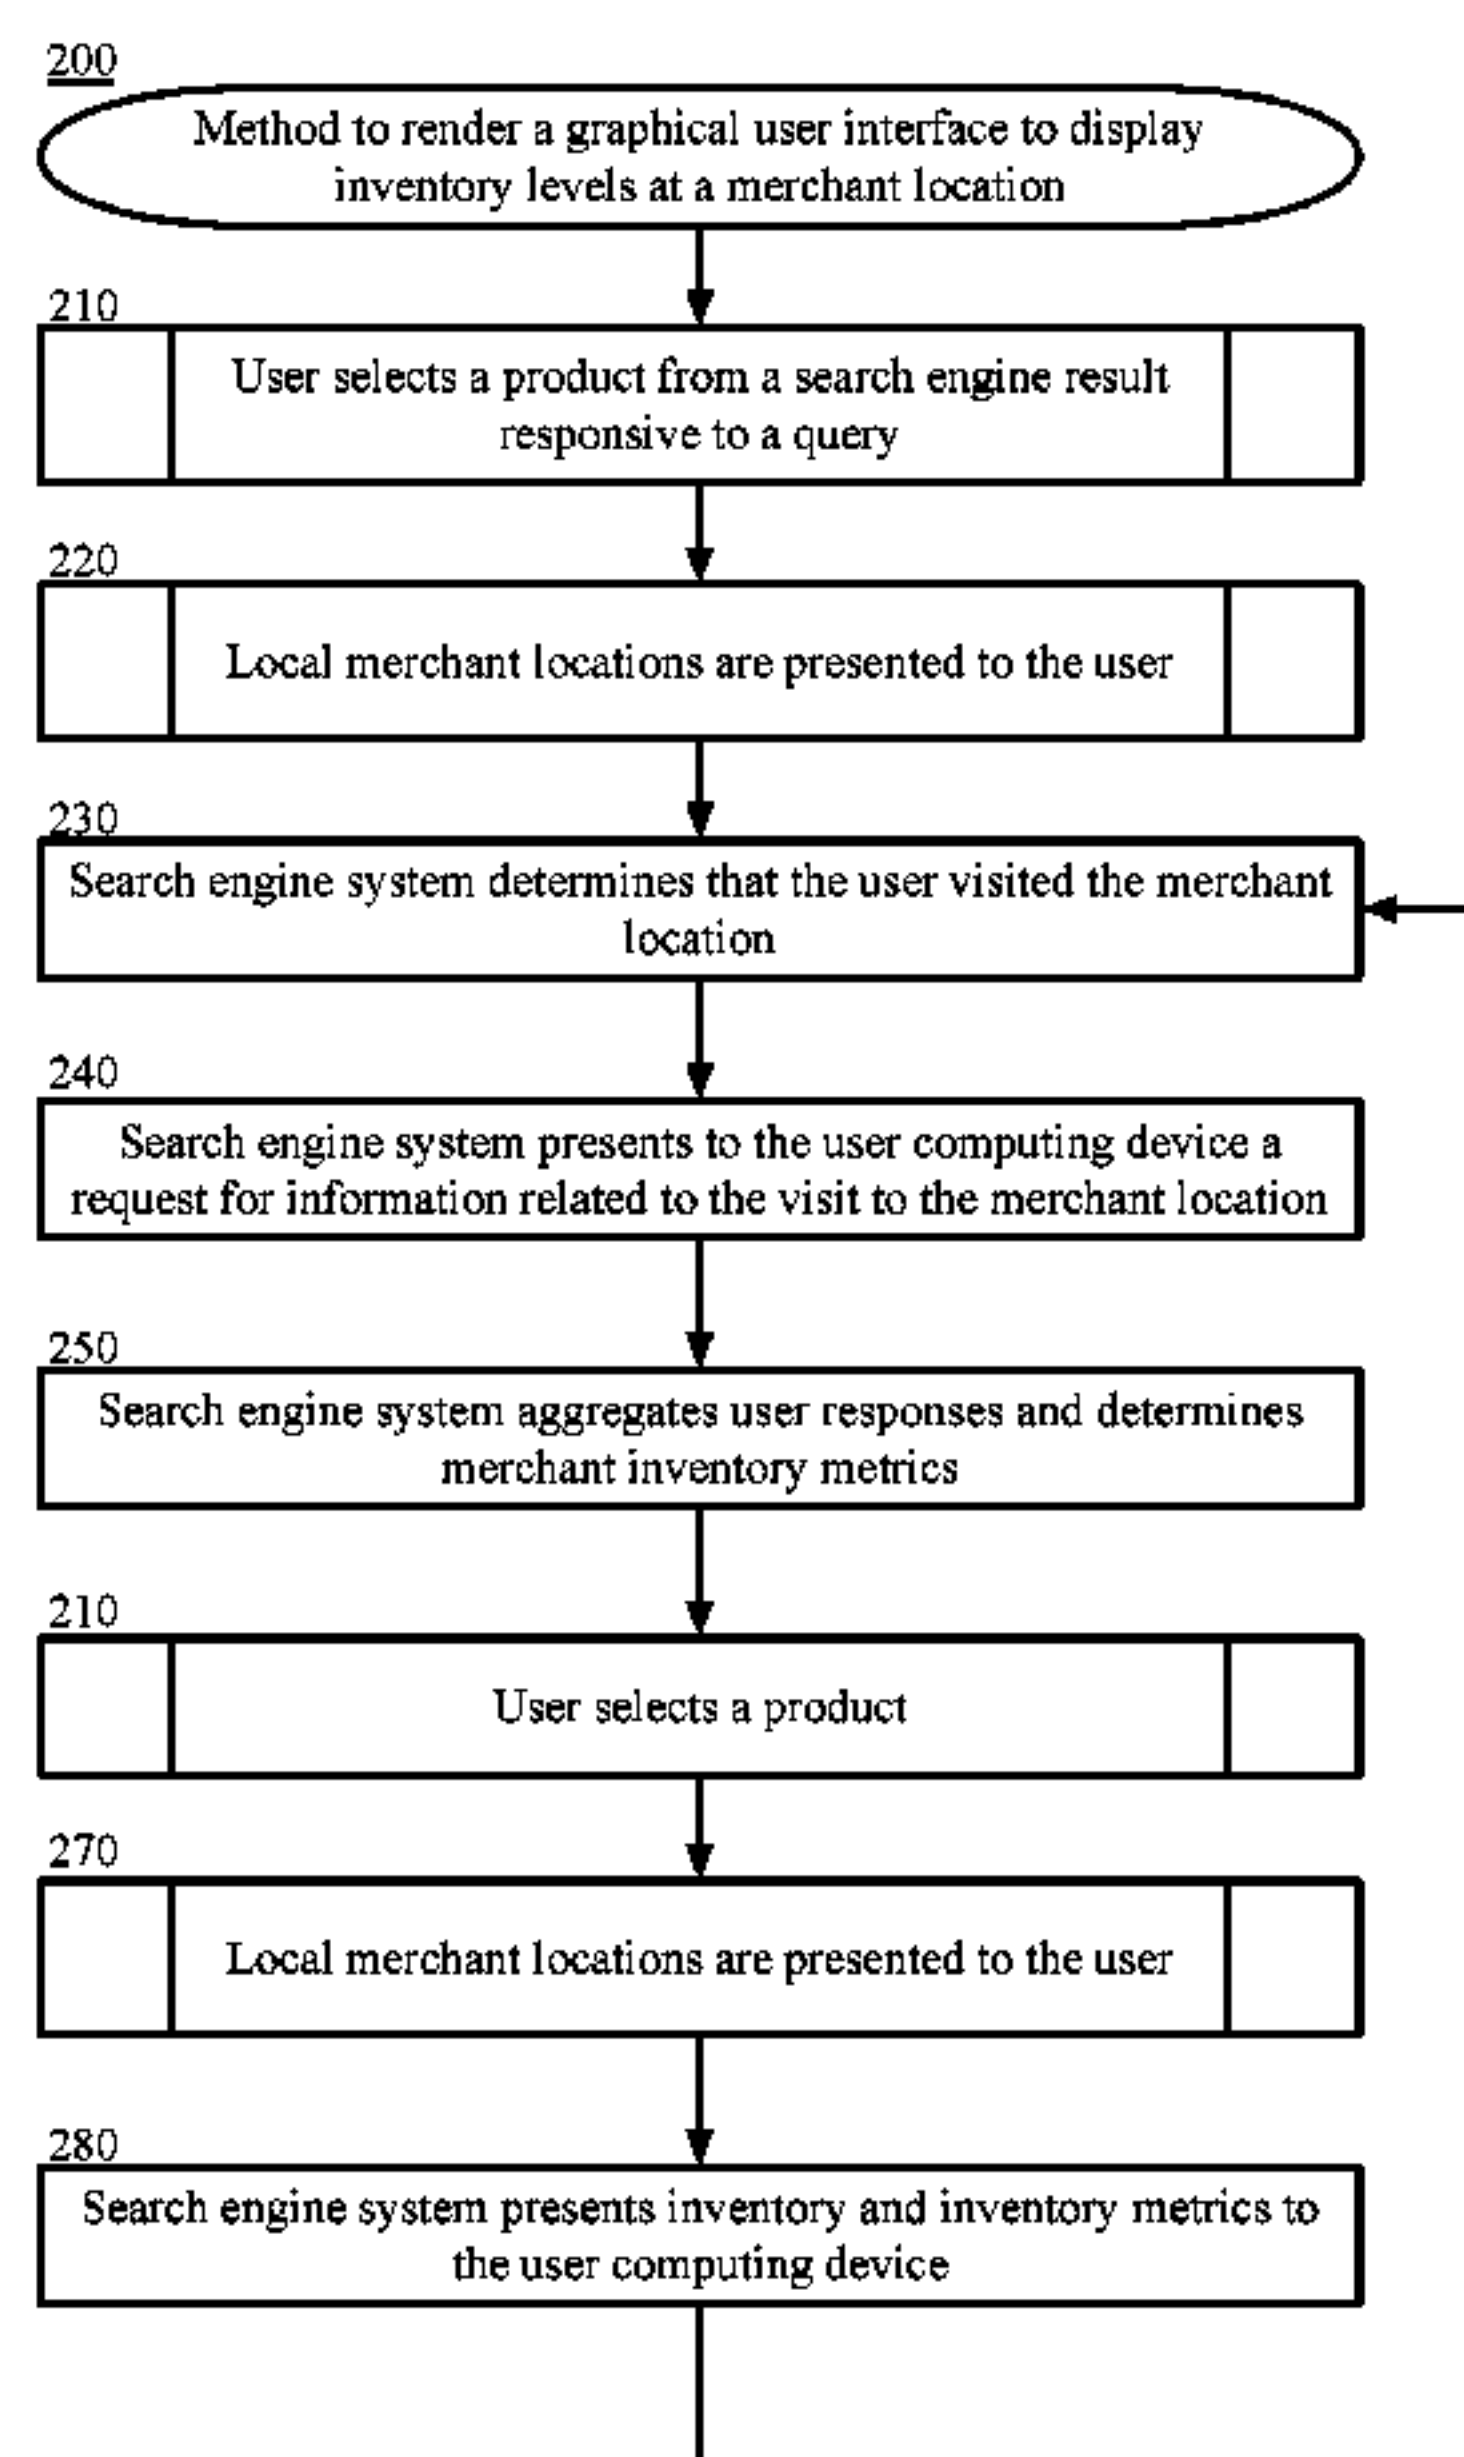 200
Method to render a graphical user interface to display
inventory levels at a merchant location
210
User selects a product from a search engine result
responsive to a query
220
Local merchant locations are presented to the user
230
Search engine system determines that the user visited the merchant
location
240
Search engine system presents to the user computing device a
request for information related to the visit to the merchant location
250
Search engine system aggregates user responses and determines
merchant inventory metrics
210
User selects a product
270
Local merchant locations are presented to the user
280
Search engine system presents inventory and inventory metrics to
the user computing device